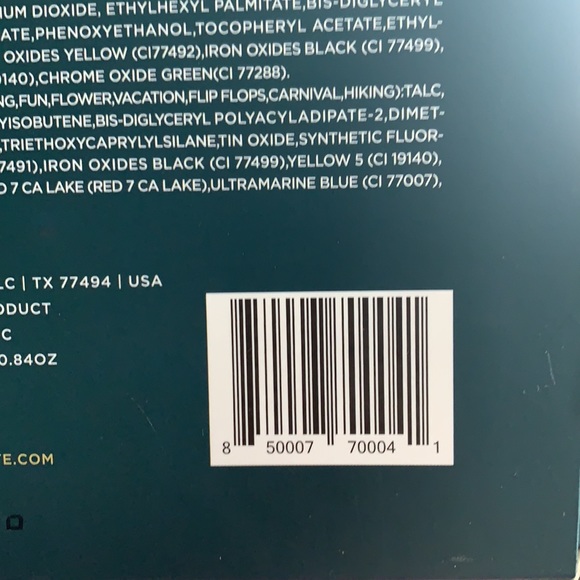 IUM DIOXIDE, ETHYLHEXYL PALMITATE,BIS-DIGLYCERYL
ATE,PHENOXYETHANOL,TOCOPHERYL ACETATE,ETHYL-
OXIDES YELLOW (CI77492),IRON OXIDES BLACK (CI 77499),
9140),CHROME OXIDE GREEN(CI 77288).
NG,FUN,FLOWER,VACATION,FLIP FLOPS,CARNIVAL,HIKING):TALC,
YISOBUTENE,BIS-DIGLYCERYL POLYACYLADIPATE-2,DIMET-
,TRIETHOXYCAPRYLYLSILANE,TIN OXIDE,SYNTHETIC FLUOR-
7491),IRON OXIDES BLACK (CI 77499),YELLOW 5 (CI 19140),
D 7 CA LAKE (RED 7 CA LAKE),ULTRAMARINE BLUE (CI 77007),
LC | TX 77494 | USA
ODUCT
C
0.84OZ
TE.COM
8 50007 70004 1